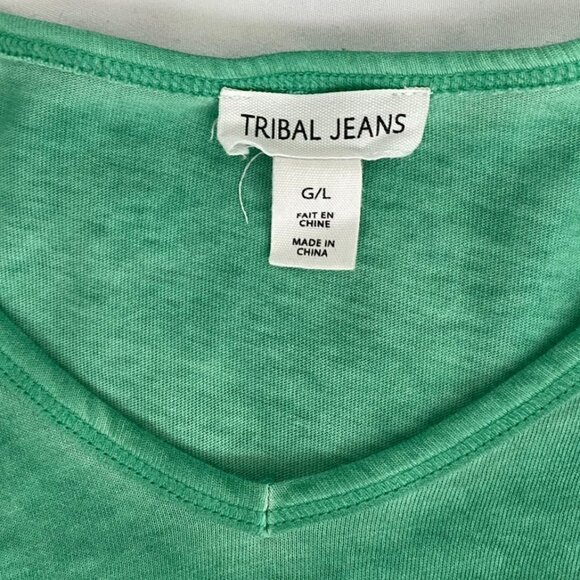 TRIBAL JEANS
G/L
FAIT EN
CHINE
MADE IN
CHINA